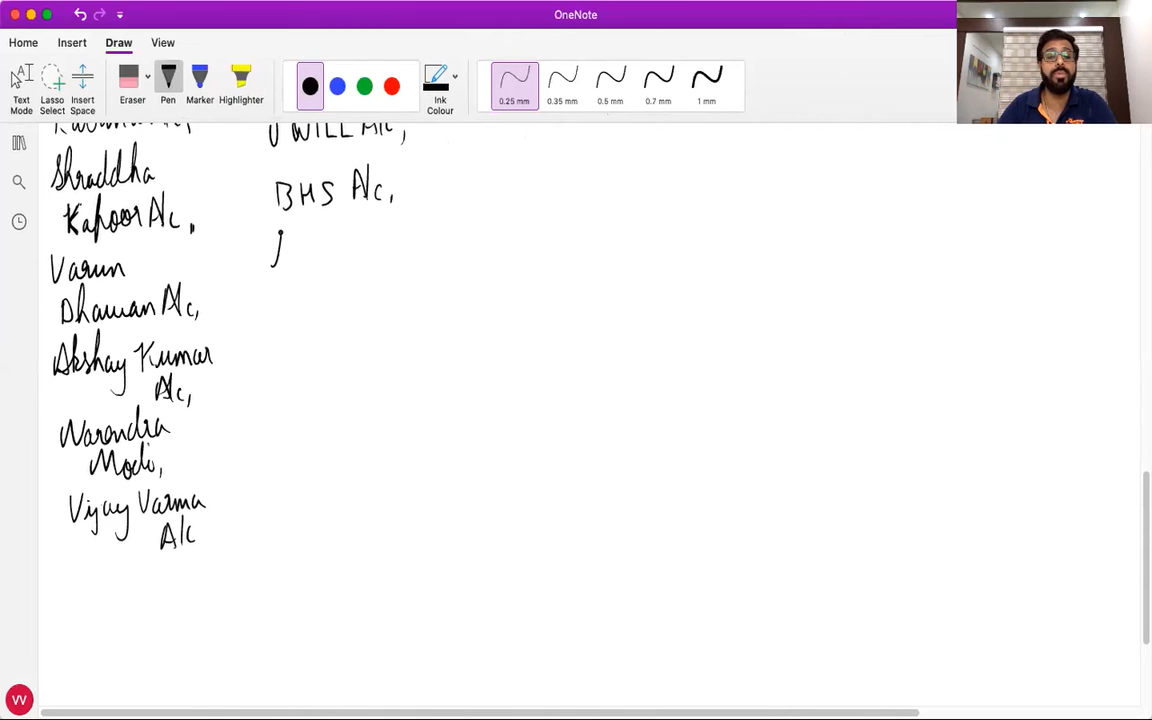 OneNote
Home
Insert
Draw
View
Text
Mode
Lasso
Select
Insert
Space
Eraser
Pen
Marker
Highlighter
Ink
Colour
0.25 mm
0.35 mm
0.5 mm
0.7 mm
1 mm
WILL A/c,
Shraddha
Kapoor A/c,,
Varun
Dhawan A/c,
Akshay Kumar
A/c,
Narendra
Modi,
Vijay Varma
A/c
BHS A/c,
VV